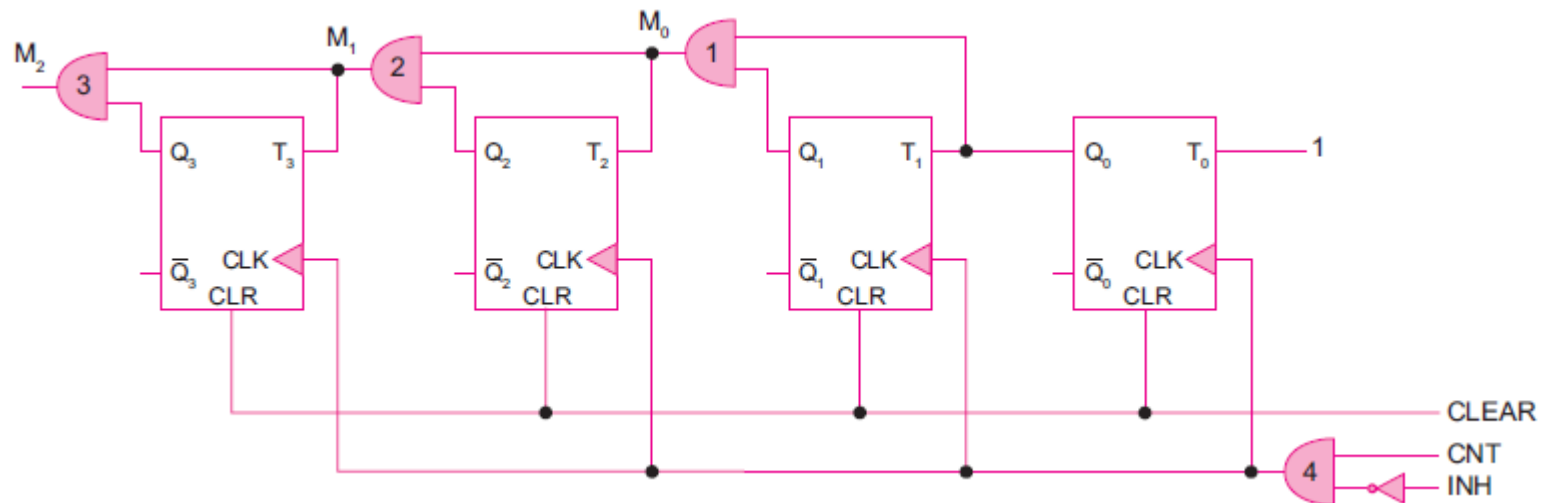 M₀
M₁
M₂
1
2
3
Q₃ T₃
Q₂ T₂
Q₁ T₁
Q₀ T₀
1
Q̅₃ CLK
CLR
Q̅₂ CLK
CLR
Q̅₁ CLK
CLR
Q̅₀ CLK
CLR
CLEAR
CNT
4
INH